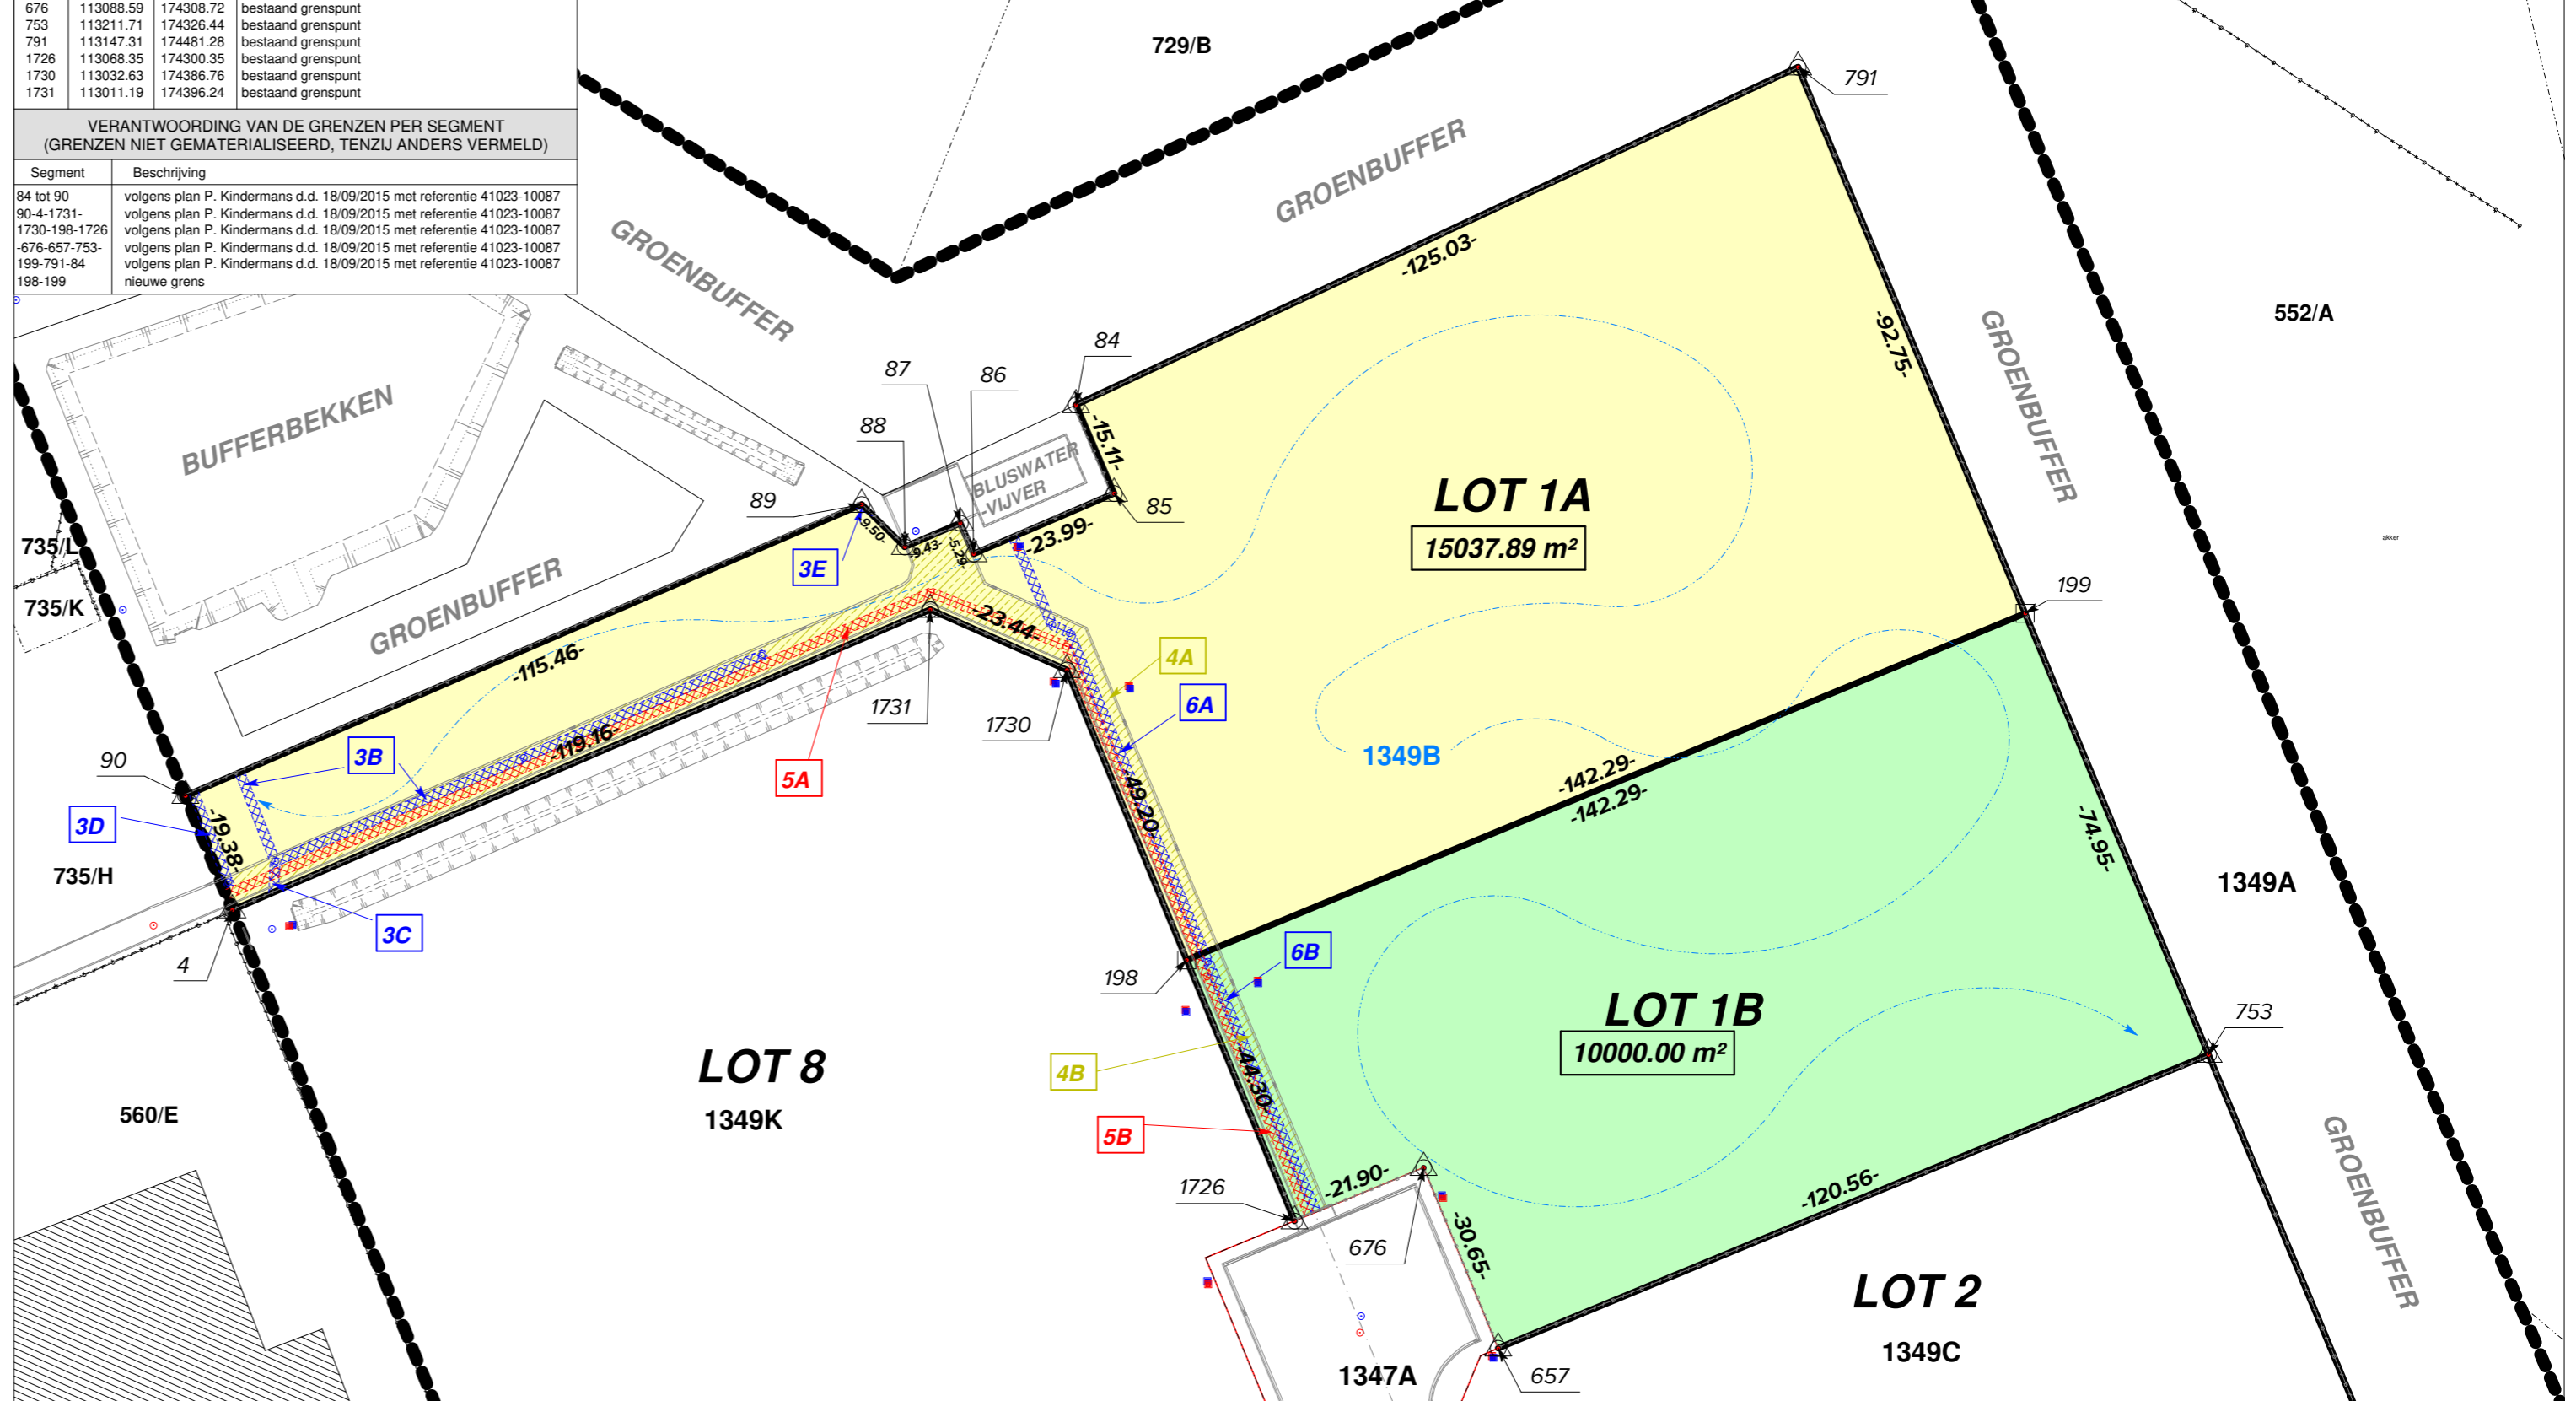 676 113088.59 174308.72 bestaand grenspunt
753 113211.71 174326.44 bestaand grenspunt
791 113147.31 174481.28 bestaand grenspunt
1726 113068.35 174300.35 bestaand grenspunt
1730 113032.63 174386.76 bestaand grenspunt
1731 113011.19 174396.24 bestaand grenspunt
VERANTWOORDING VAN DE GRENZEN PER SEGMENT
(GRENZEN NIET GEMATERIALISEERD, TENZIJ ANDERS VERMELD)
Segment Beschrijving
84 tot 90 volgens plan P. Kindermans d.d. 18/09/2015 met referentie 41023-10087
90-4-1731- volgens plan P. Kindermans d.d. 18/09/2015 met referentie 41023-10087
1730-198-1726 volgens plan P. Kindermans d.d. 18/09/2015 met referentie 41023-10087
-676-657-753- volgens plan P. Kindermans d.d. 18/09/2015 met referentie 41023-10087
199-791-84 volgens plan P. Kindermans d.d. 18/09/2015 met referentie 41023-10087
198-199 nieuwe grens
729/B
791
GROENBUFFER
GROENBUFFER
-125.03-
552/A
GROENBUFFER
-92.75-
84
87
86
88
89
BUFFERBEKKEN
-15.11-
BLUSWATER
-VIJVER
85
LOT 1A
15037.89 m²
-9.50-
-9.43-
-5.29-
-23.99-
3E
735/L
735/K
GROENBUFFER
akker
199
-23.44-
4A
-115.46-
6A
1731
1730
-119.16-
3B
90
5A
1349B
-142.29-
-142.29-
-49.20-
3D
-19.38-
735/H
-74.95-
1349A
3C
4
198
6B
LOT 1B
10000.00 m²
753
LOT 8
1349K
4B
-44.30-
5B
560/E
GROENBUFFER
1726
-21.90-
-120.56-
676
-30.65-
LOT 2
1349C
1347A
657